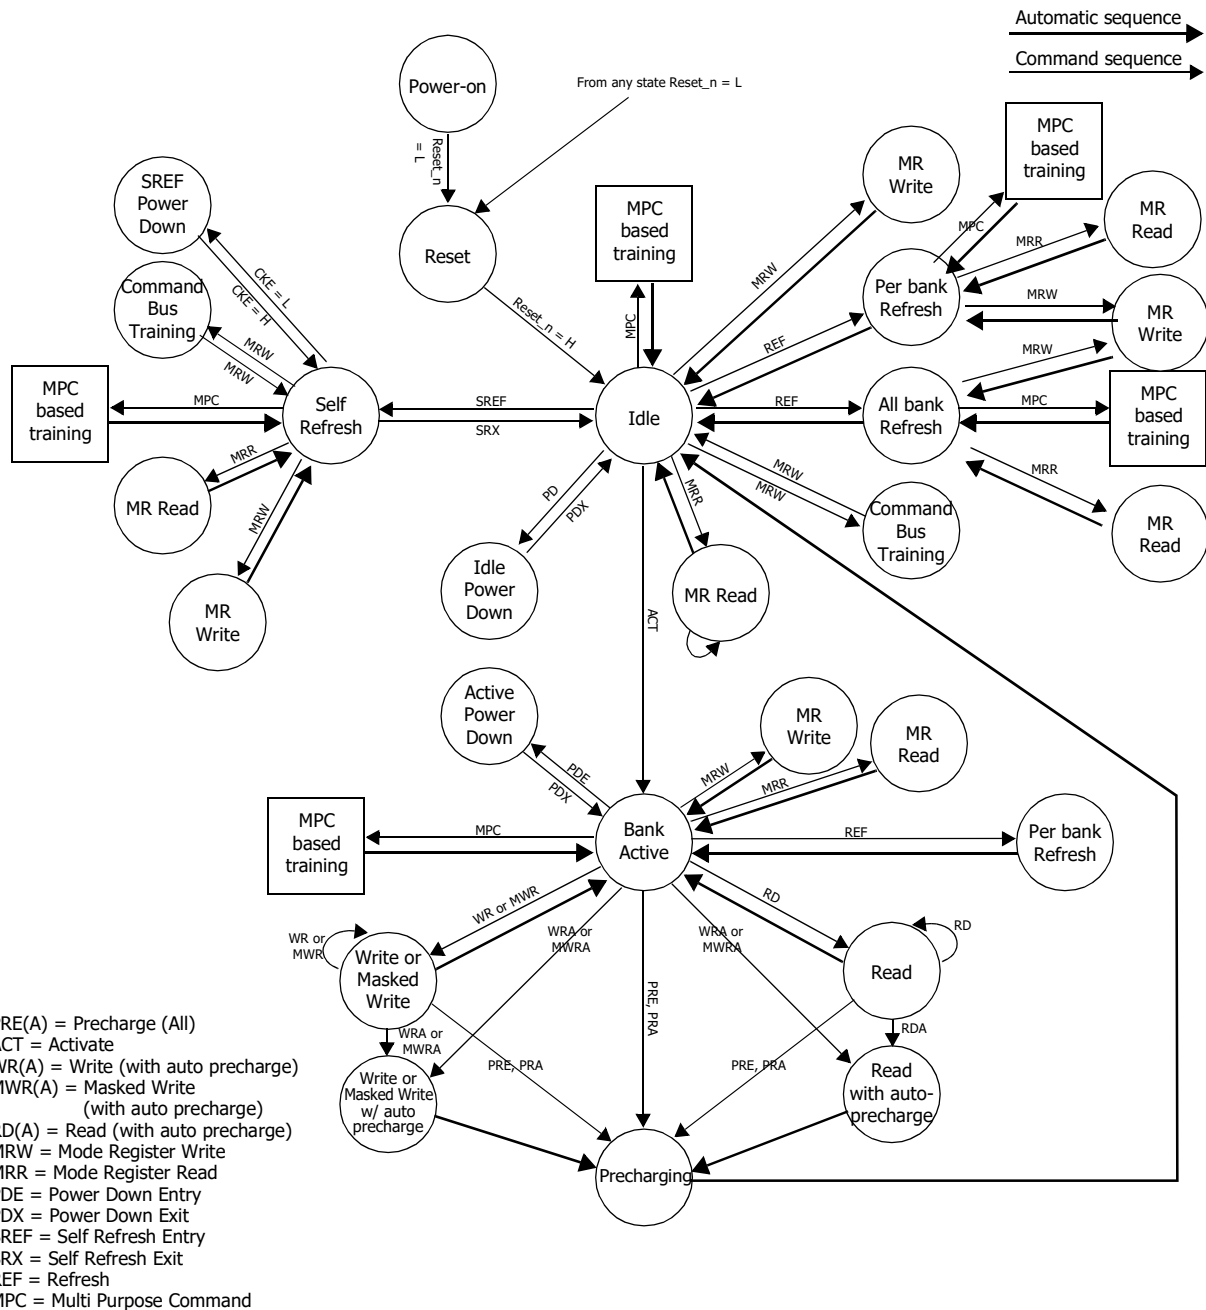 Automatic sequence
Command sequence
Power-on
From any state Reset_n = L
Reset_n
= L
MPC
based
training
MR
Write
SREF
Power
Down
MPC
based
training
MR
Read
Reset
MPC
MRR
MRW
CKE = L
CKE = H
Command
Bus
Training
Reset_n = H
MPC
Per bank
Refresh
MRW
MR
Write
REF
MRW
MRW
MRW
MPC
based
training
MPC
Self
Refresh
SREF
SRX
Idle
REF
All bank
Refresh
MPC
MPC
based
training
MRR
MR Read
MRW
PD
PDX
MRR
MRW
MRW
Command
Bus
Training
MRR
MR
Read
MR
Write
Idle
Power
Down
MR Read
ACT
Active
Power
Down
MR
Write
MR
Read
PDE
PDX
MRW
MRR
MPC
based
training
MPC
Bank
Active
REF
Per bank
Refresh
WR or MWR
RD
WR or
MWR
Write or
Masked
Write
WRA or
MWRA
WRA or
MWRA
Read
RD
PRE, PRA
WRA or
MWRA
RDA
PRE, PRA
PRE, PRA
Write or
Masked Write
w/ auto
precharge
Read
with auto-
precharge
Precharging
PRE(A) = Precharge (All)
ACT = Activate
WR(A) = Write (with auto precharge)
MWR(A) = Masked Write
(with auto precharge)
RD(A) = Read (with auto precharge)
MRW = Mode Register Write
MRR = Mode Register Read
PDE = Power Down Entry
PDX = Power Down Exit
SREF = Self Refresh Entry
SRX = Self Refresh Exit
REF = Refresh
MPC = Multi Purpose Command